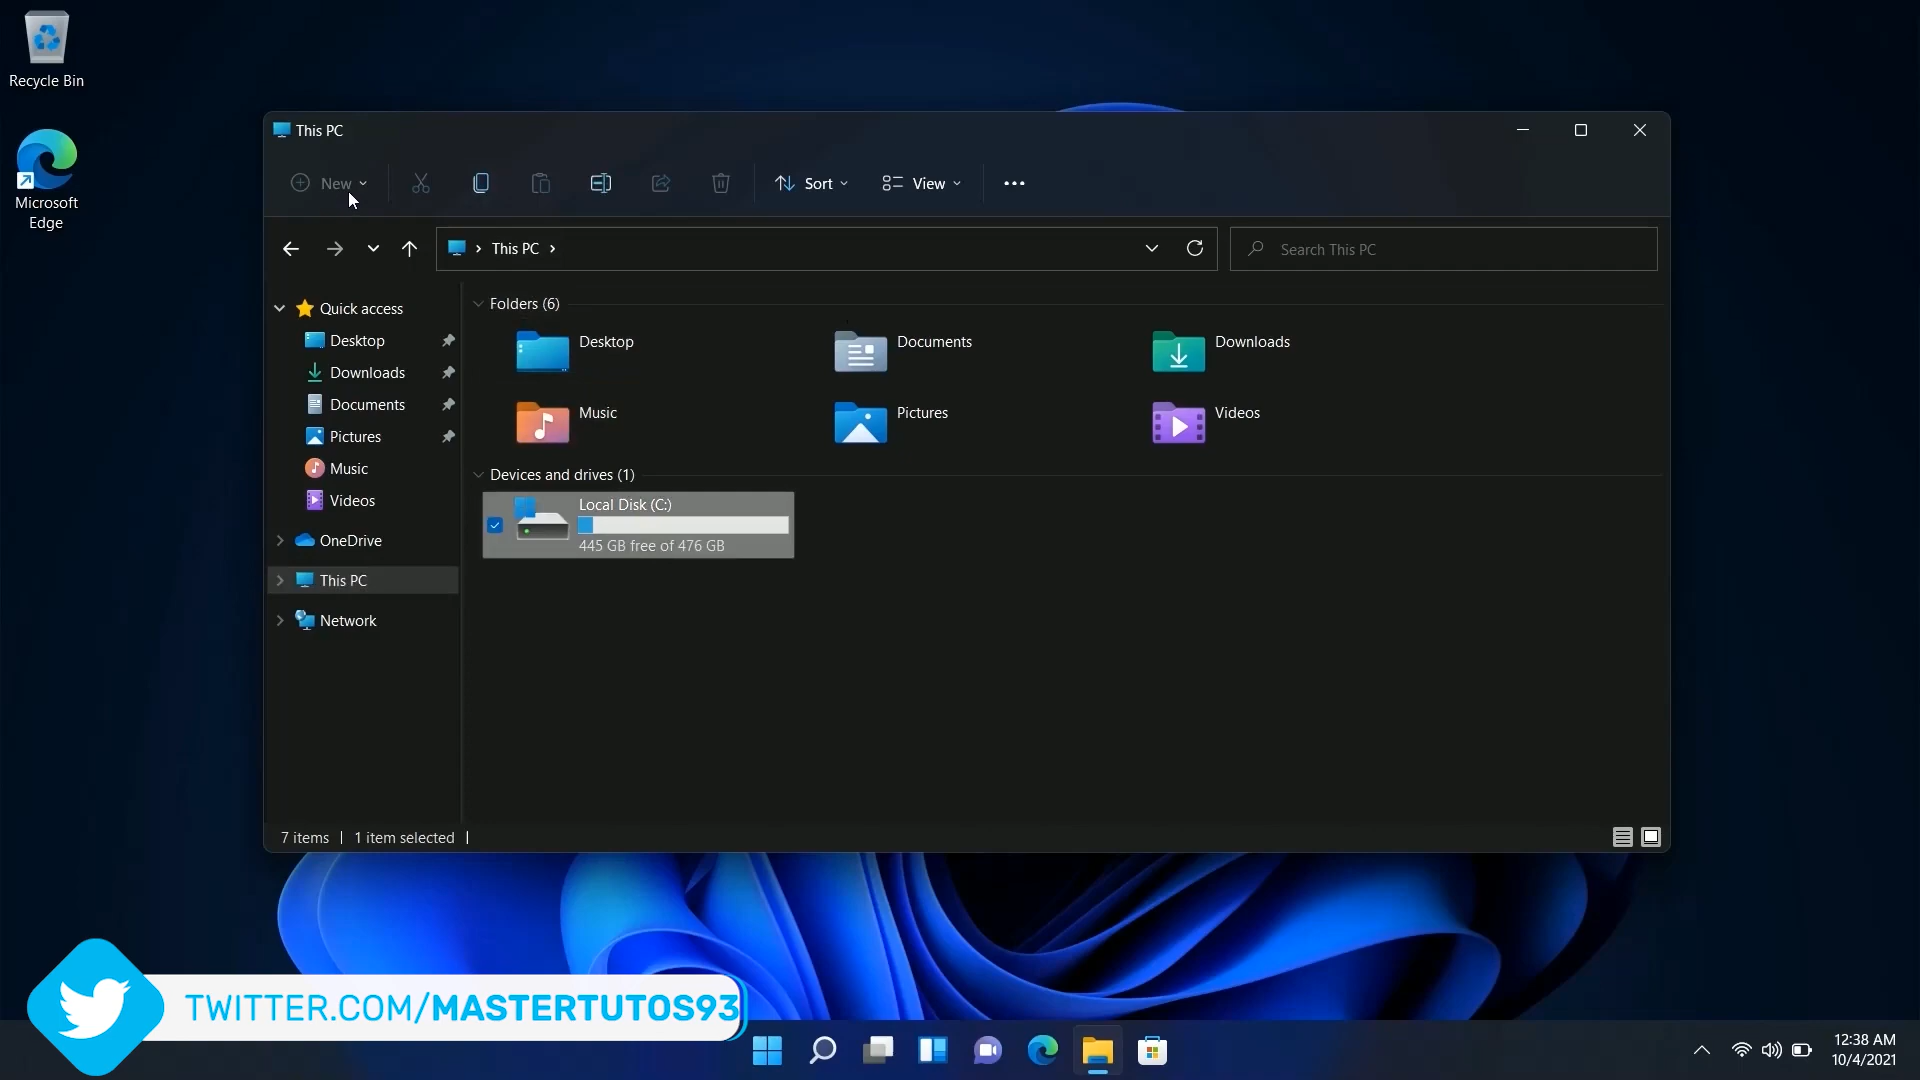 Recycle Bin
Microsoft
Edge
This PC
New
Sort
View
This PC
Search This PC
Quick access
Desktop
Downloads
Documents
Pictures
Music
Videos
OneDrive
This PC
Network
Folders (6)
Desktop
Documents
Downloads
Music
Pictures
Videos
Devices and drives (1)
Local Disk (C:)
445 GB free of 476 GB
7 items
1 item selected
TWITTER.COM/MASTERTUTOS93
12:38 AM
10/4/2021